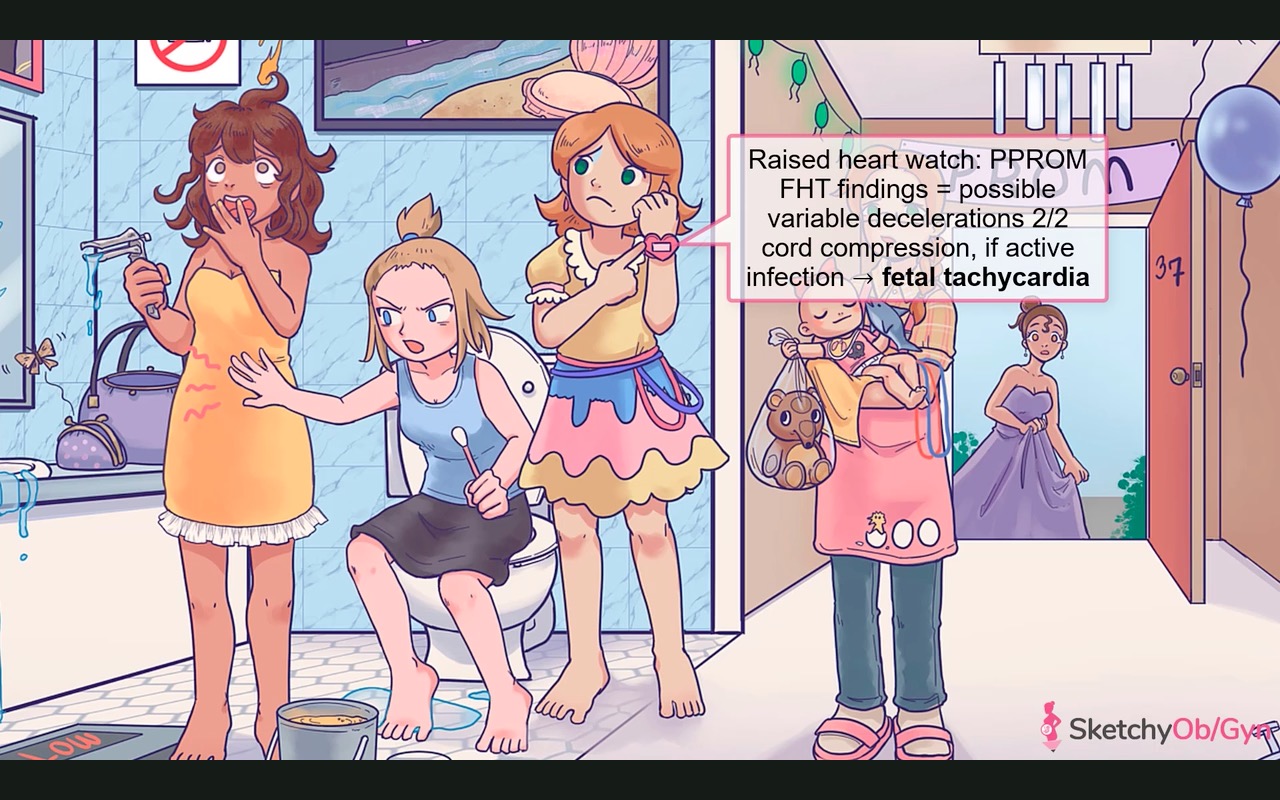 Raised heart watch: PPROM
FHT findings = possible
variable decelerations 2/2
cord compression, if active
infection → fetal tachycardia
PROM
37
Low
SketchyOb/Gyn